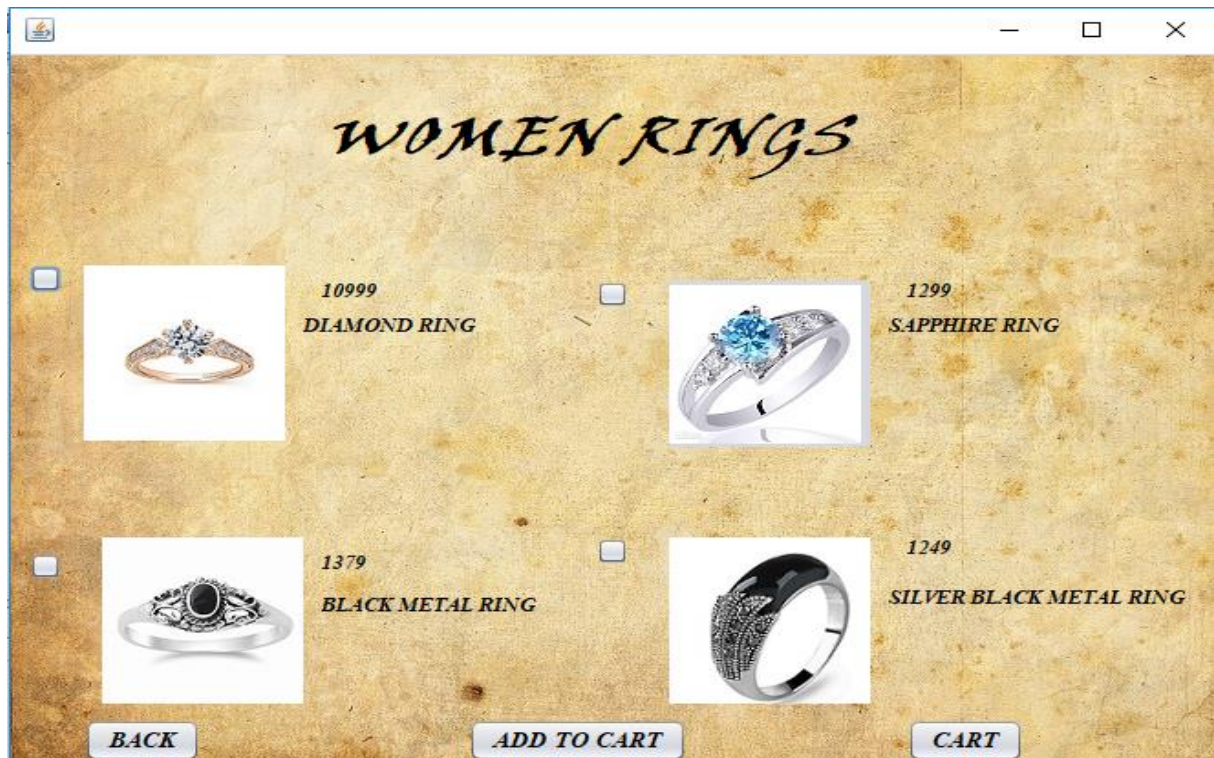 WOMEN RINGS
10999
DIAMOND RING
1299
SAPPHIRE RING
1379
BLACK METAL RING
1249
SILVER BLACK METAL RING
BACK
ADD TO CART
CART